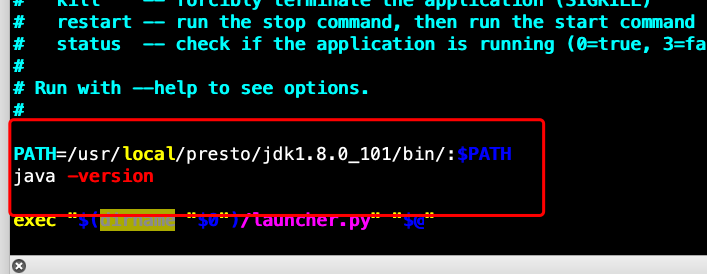 #   kill    -- forcibly terminate the application (SIGKILL)
#   restart -- run the stop command, then run the start command
#   status  -- check if the application is running (0=true, 3=fa
#
# Run with --help to see options.
#
PATH=/usr/local/presto/jdk1.8.0_101/bin/:$PATH
java -version
exec "$(dirname "$0")/launcher.py" "$@"